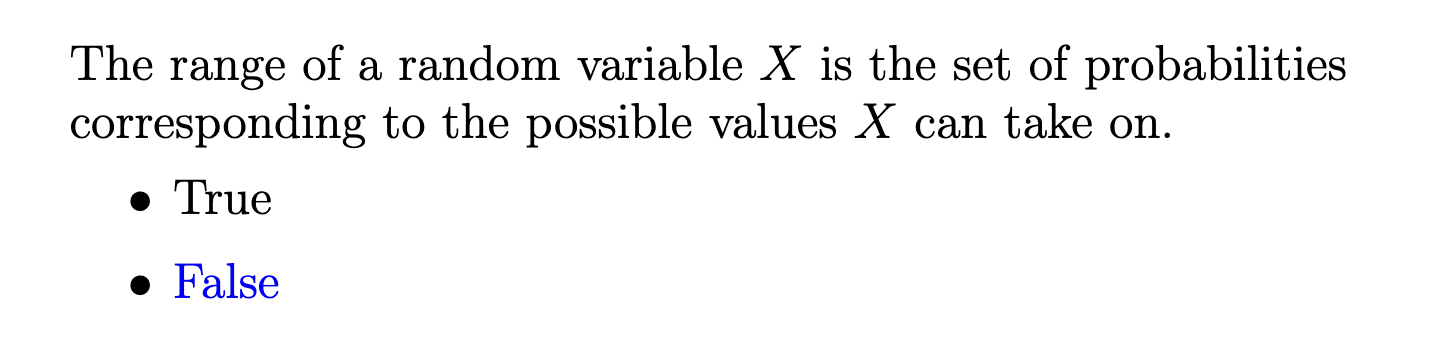 The range of a random variable X is the set of probabilities
corresponding to the possible values X can take on.
• True
• False